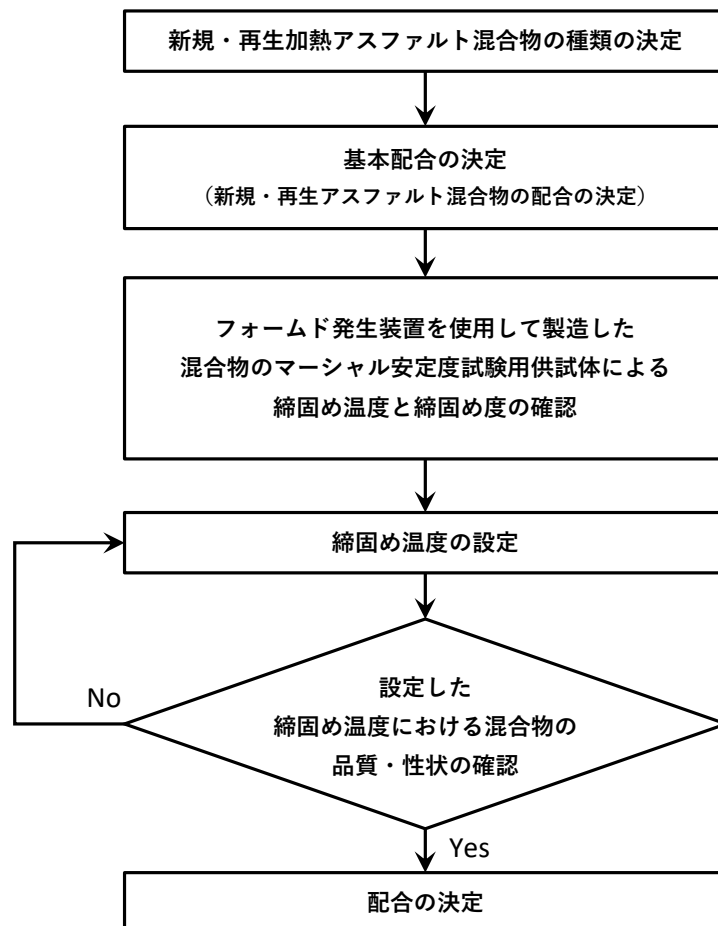 新規・再生加熱アスファルト混合物の種類の決定
基本配合の決定
（新規・再生アスファルト混合物の配合の決定）
フォームド発生装置を使用して製造した
混合物のマーシャル安定度試験用供試体による
締固め温度と締固め度の確認
締固め温度の設定
設定した
締固め温度における混合物の
品質・性状の確認
No
Yes
配合の決定